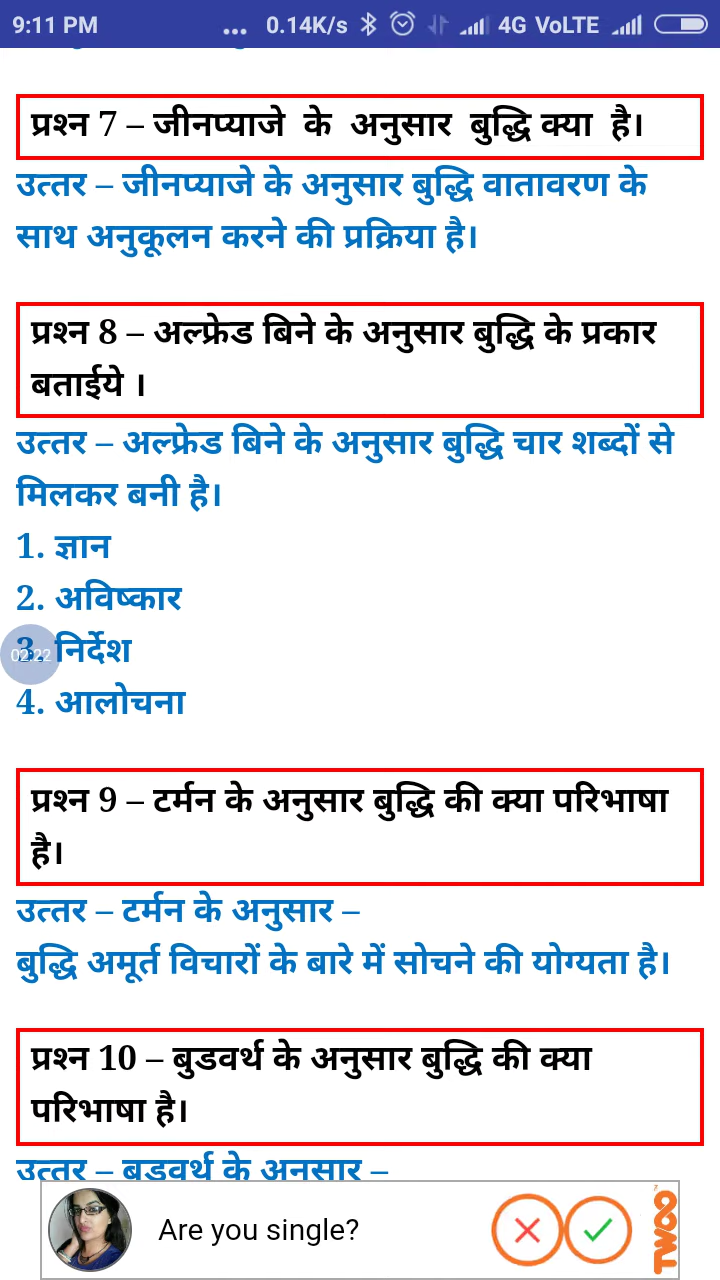 9:11 PM ... 0.14K/s 4G VoLTE
प्रश्न 7 – जीनप्याजे के अनुसार बुद्धि क्या है।
उत्तर – जीनप्याजे के अनुसार बुद्धि वातावरण के
साथ अनुकूलन करने की प्रक्रिया है।
प्रश्न 8 – अल्फ्रेड बिने के अनुसार बुद्धि के प्रकार
बताईये ।
उत्तर – अल्फ्रेड बिने के अनुसार बुद्धि चार शब्दों से
मिलकर बनी है।
1. ज्ञान
2. अविष्कार
02:22
3. निर्देश
4. आलोचना
प्रश्न 9 – टर्मन के अनुसार बुद्धि की क्या परिभाषा
है।
उत्तर – टर्मन के अनुसार –
बुद्धि अमूर्त विचारों के बारे में सोचने की योग्यता है।
प्रश्न 10 – बुडवर्थ के अनुसार बुद्धि की क्या
परिभाषा है।
उत्तर – बुडवर्थ के अनुसार –
Are you single?
TWOO